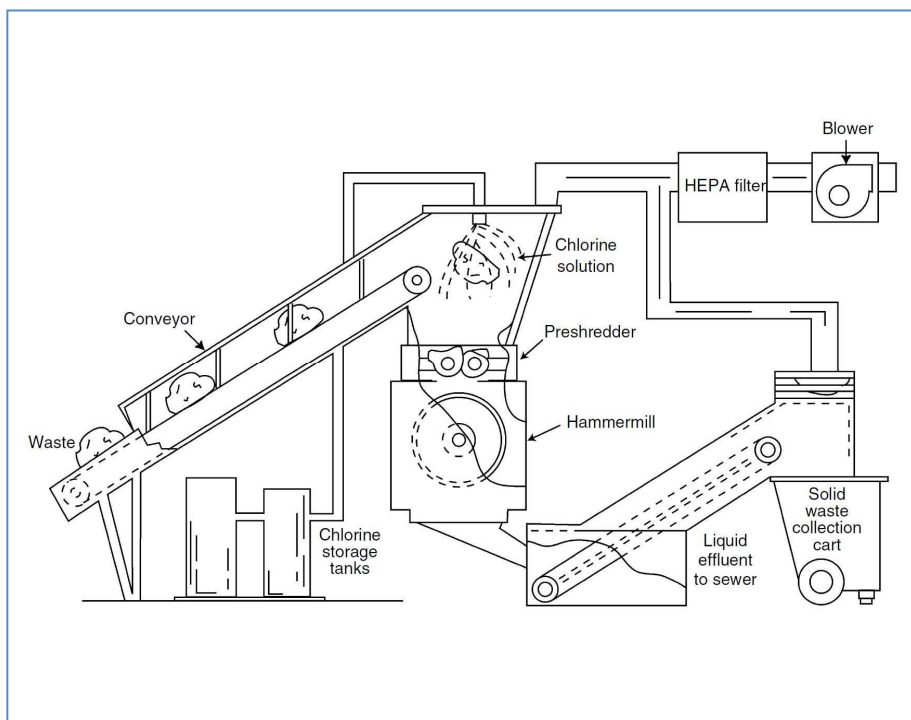 Blower
HEPA filter
Chlorine
solution
Conveyor
Preshredder
Hammermill
Waste
Chlorine
storage
tanks
Liquid
effluent
to sewer
Solid
waste
collection
cart